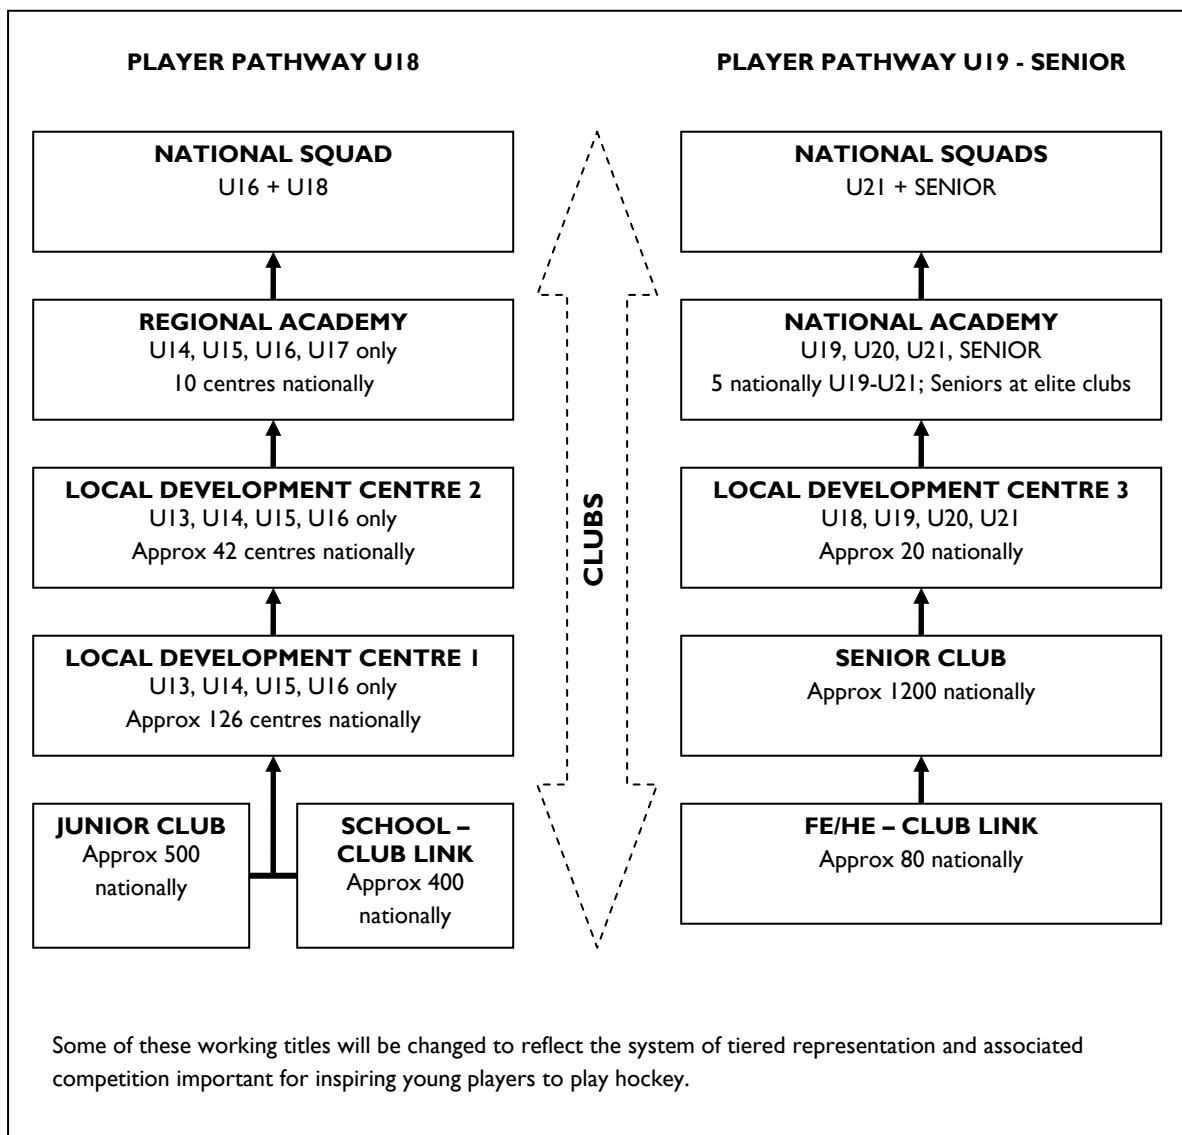 PLAYER PATHWAY U18
NATIONAL SQUAD
U16 + U18
REGIONAL ACADEMY
U14, U15, U16, U17 only
10 centres nationally
LOCAL DEVELOPMENT CENTRE 2
U13, U14, U15, U16 only
Approx 42 centres nationally
LOCAL DEVELOPMENT CENTRE 1
U13, U14, U15, U16 only
Approx 126 centres nationally
JUNIOR CLUB
Approx 500
nationally
SCHOOL –
CLUB LINK
Approx 400
nationally
CLUBS
PLAYER PATHWAY U19 - SENIOR
NATIONAL SQUADS
U21 + SENIOR
NATIONAL ACADEMY
U19, U20, U21, SENIOR
5 nationally U19-U21; Seniors at elite clubs
LOCAL DEVELOPMENT CENTRE 3
U18, U19, U20, U21
Approx 20 nationally
SENIOR CLUB
Approx 1200 nationally
FE/HE – CLUB LINK
Approx 80 nationally
Some of these working titles will be changed to reflect the system of tiered representation and associated
competition important for inspiring young players to play hockey.